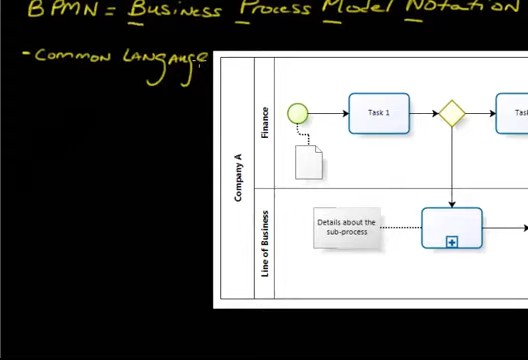 BPMN = Business Process Model Notation
- Common Langauge
Company A
Finance
Task 1
Line of Business
Details about the
sub-process